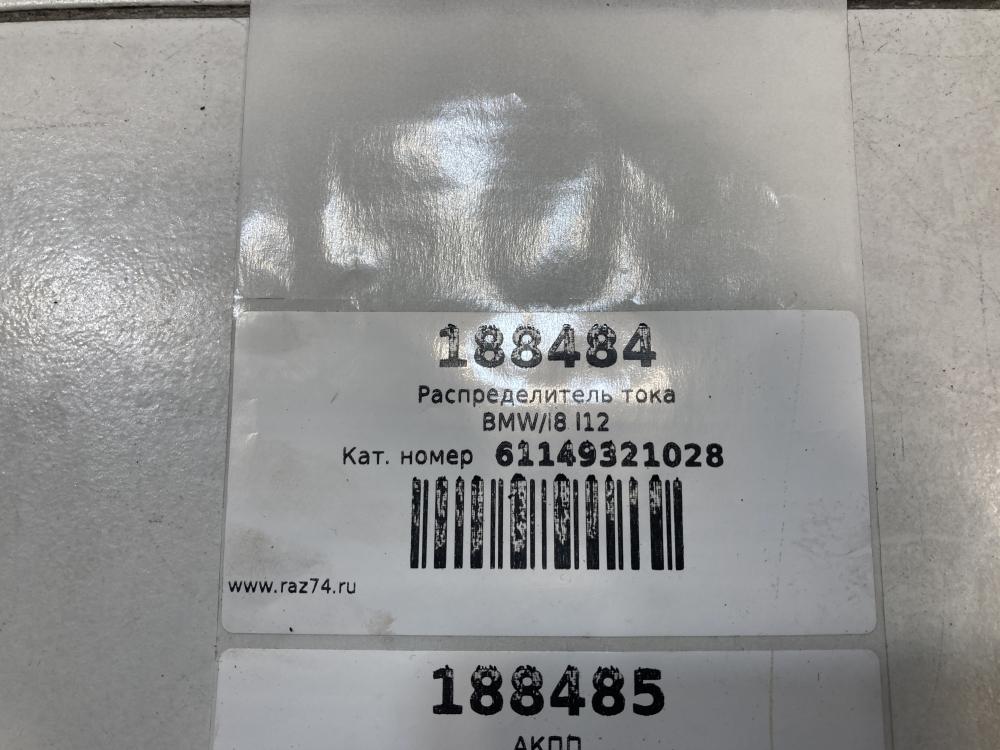 188484
Распределитель тока
BMW/I8 I12
Кат. номер 61149321028
www.raz74.ru
188485
АКПП